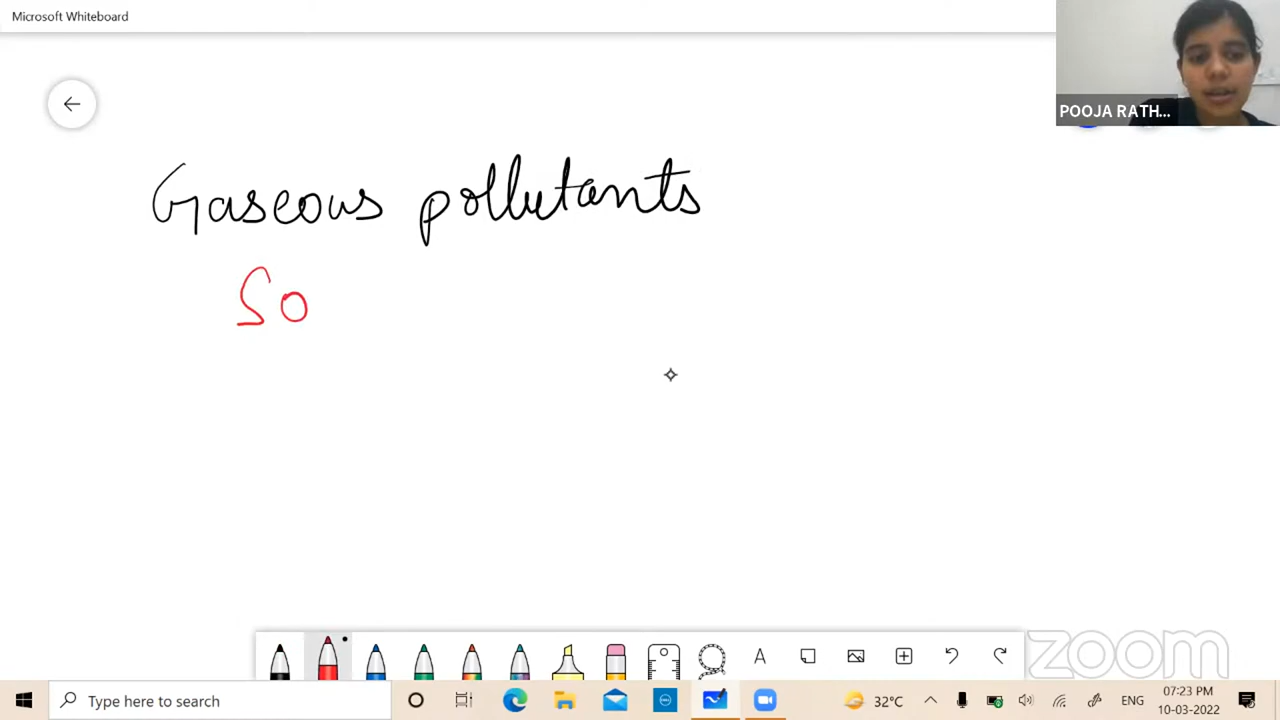 Microsoft Whiteboard
POOJA RATH...
Gaseous pollutants
SO
A
zoom
Type here to search
32°C
ENG
07:23 PM
10-03-2022